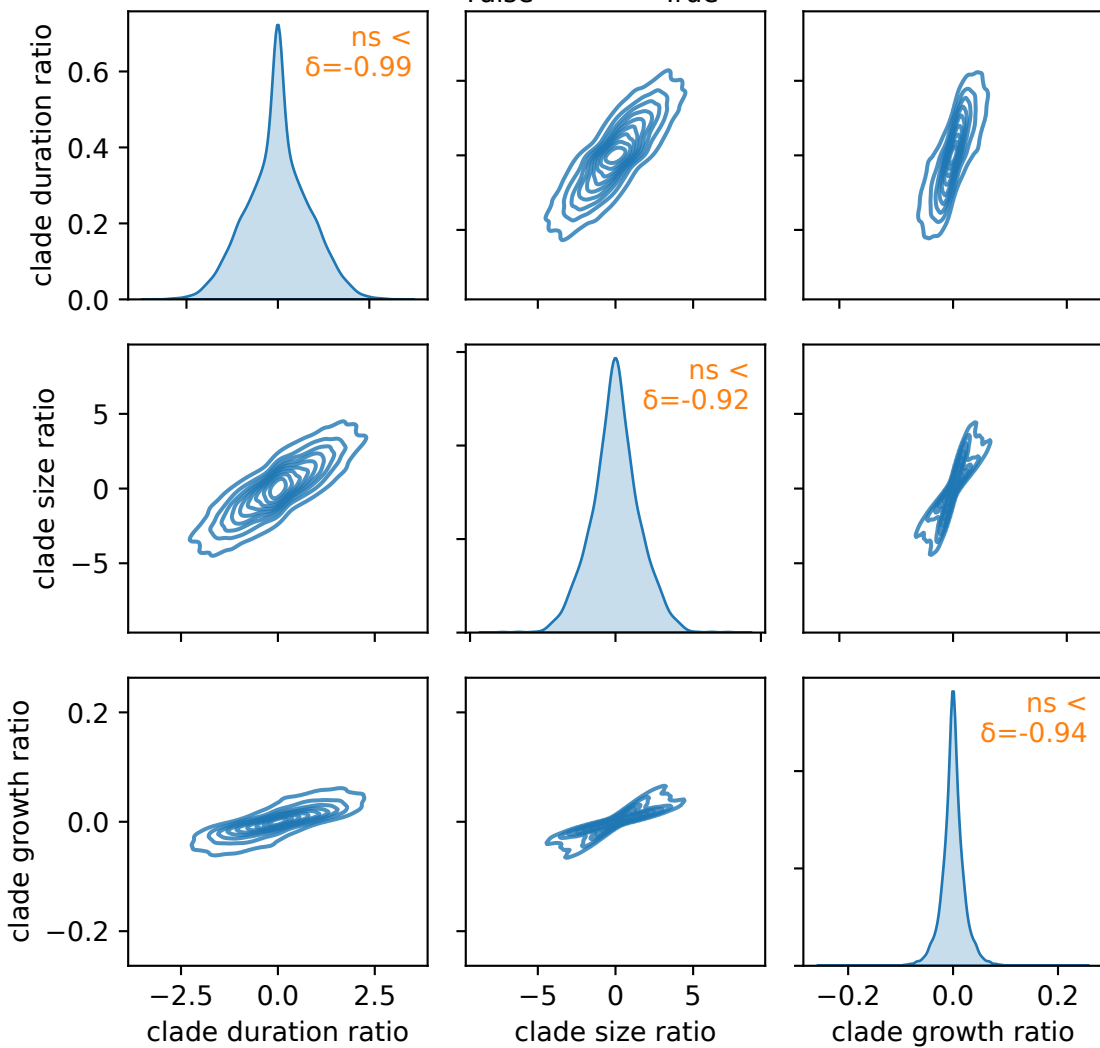 True
clade duration ratio
0.6
0.4
0.2
0.0
ns <
δ=-0.99
clade size ratio
5
0
−5
ns <
δ=-0.92
clade growth ratio
0.2
0.0
−0.2
ns <
δ=-0.94
−2.5 0.0 2.5
−5 0 5
−0.2 0.0 0.2
clade duration ratio
clade size ratio
clade growth ratio